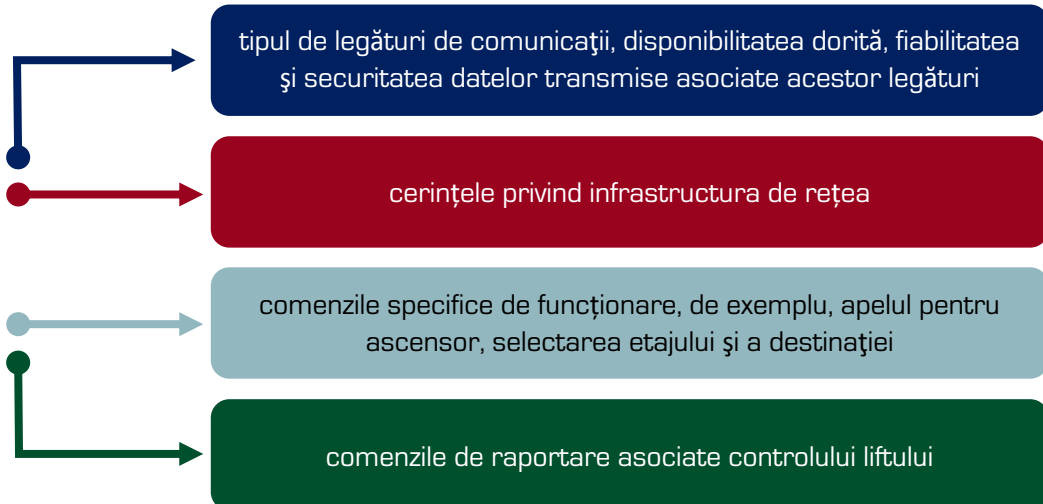 tipul de legături de comunicaţii, disponibilitatea dorită, fiabilitatea
şi securitatea datelor transmise asociate acestor legături
cerințele privind infrastructura de rețea
comenzile specifice de funcționare, de exemplu, apelul pentru
ascensor, selectarea etajului şi a destinaţiei
comenzile de raportare asociate controlului liftului